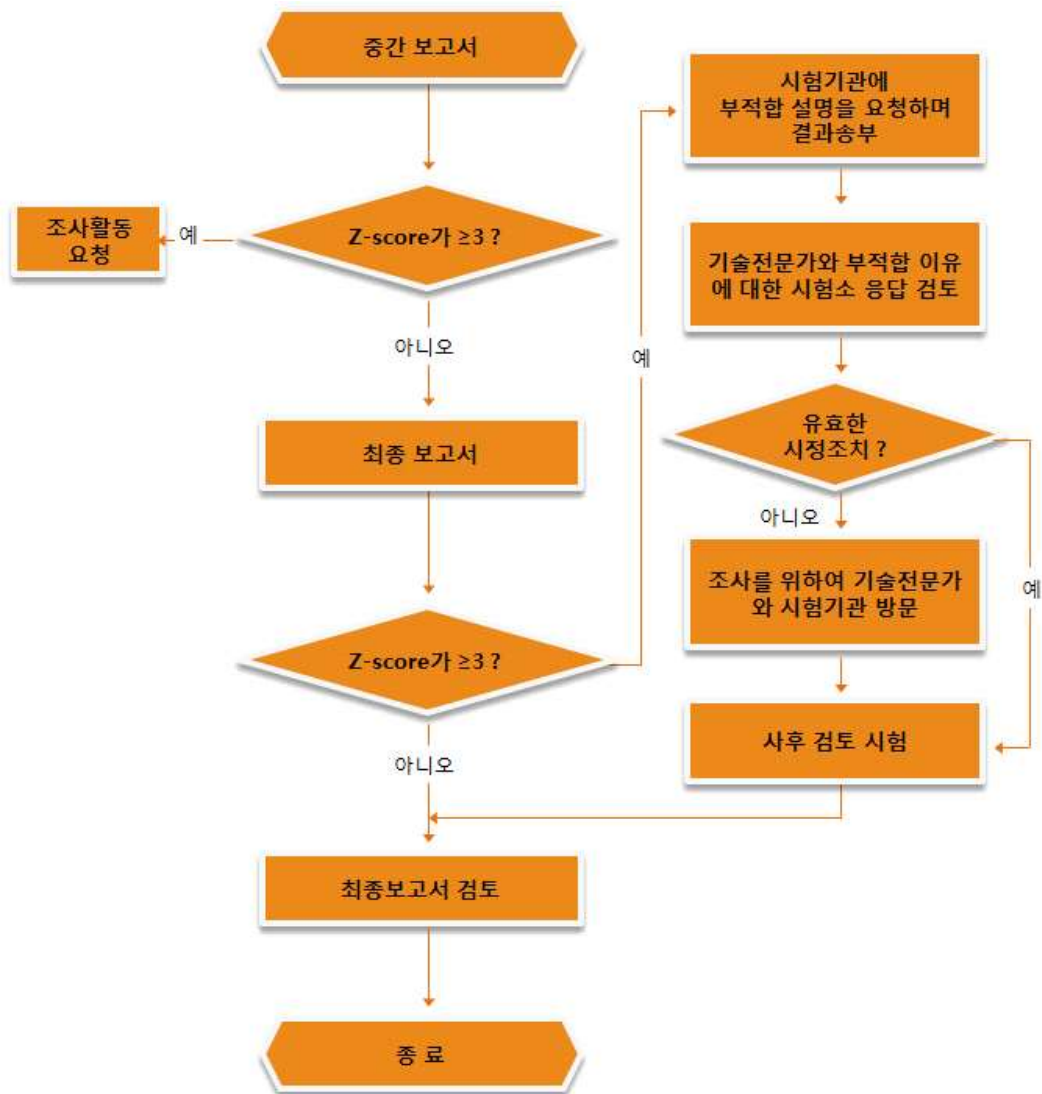 중간 보고서
Z-score가 ≥3 ?
예
조사활동
요청
아니오
최종 보고서
Z-score가 ≥3 ?
예
아니오
시험기관에
부적합 설명을 요청하며
결과송부
기술전문가와 부적합 이유
에 대한 시험소 응답 검토
유효한
시정조치 ?
아니오
예
조사를 위하여 기술전문가
와 시험기관 방문
사후 검토 시험
최종보고서 검토
종 료